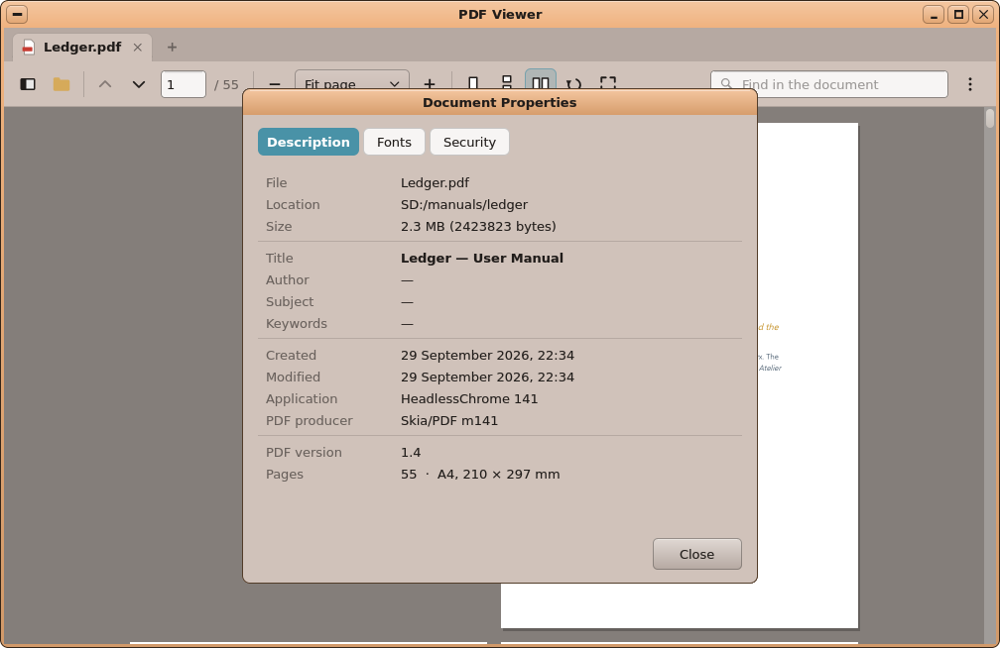 PDF Viewer
Ledger.pdf
1 / 55 Fit page Find in the document
Document Properties
Description Fonts Security
File Ledger.pdf
Location SD:/manuals/ledger
Size 2.3 MB (2423823 bytes)
Title Ledger — User Manual
Author —
Subject —
Keywords —
Created 29 September 2026, 22:34
Modified 29 September 2026, 22:34
Application HeadlessChrome 141
PDF producer Skia/PDF m141
PDF version 1.4
Pages 55 · A4, 210 × 297 mm
Close
d the
x. The
Atelier